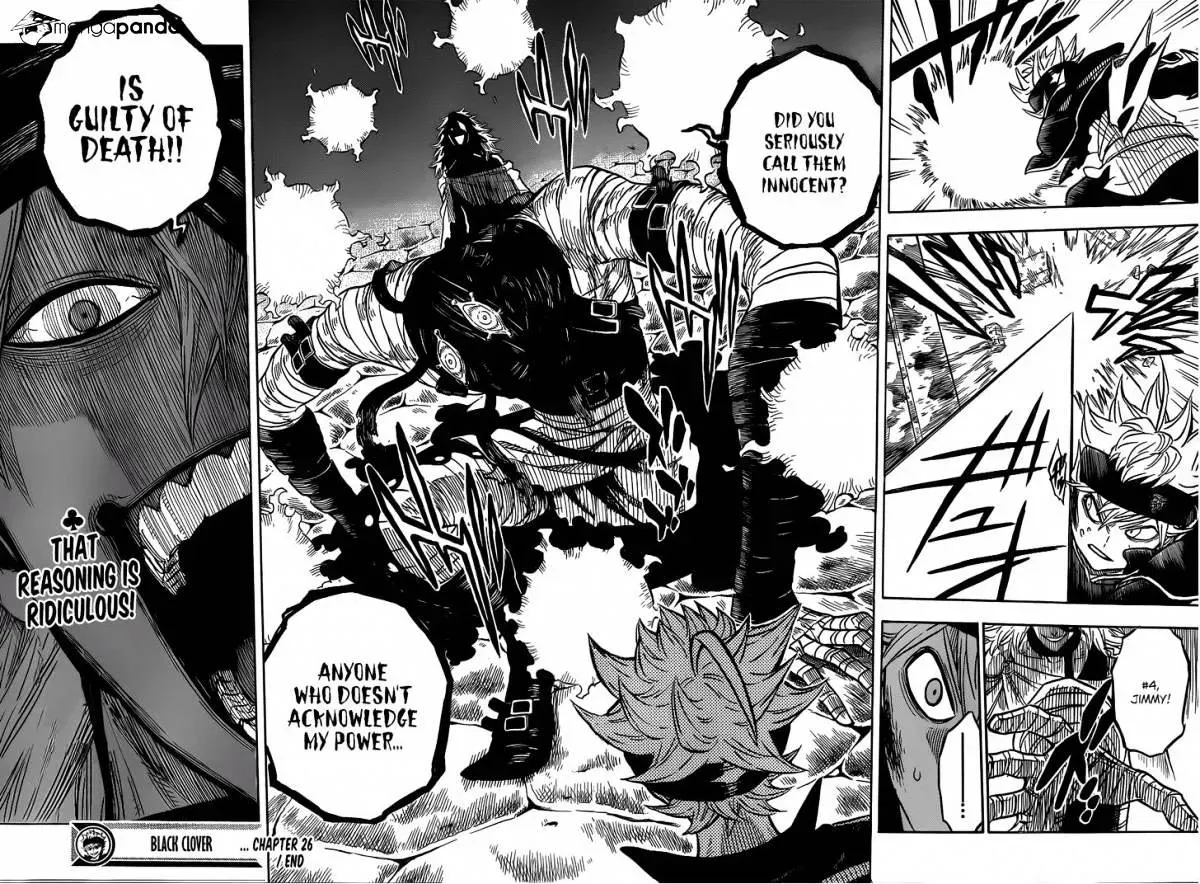 #4,
JIMMY!
DID YOU
SERIOUSLY
CALL THEM
INNOCENT?
ANYONE
WHO DOESN'T
ACKNOWLEDGE
MY POWER...
IS
GUILTY OF
DEATH!!
THAT
REASONING IS
RIDICULOUS!
BLACK CLOVER ... CHAPTER 26
/ END
mangapanda